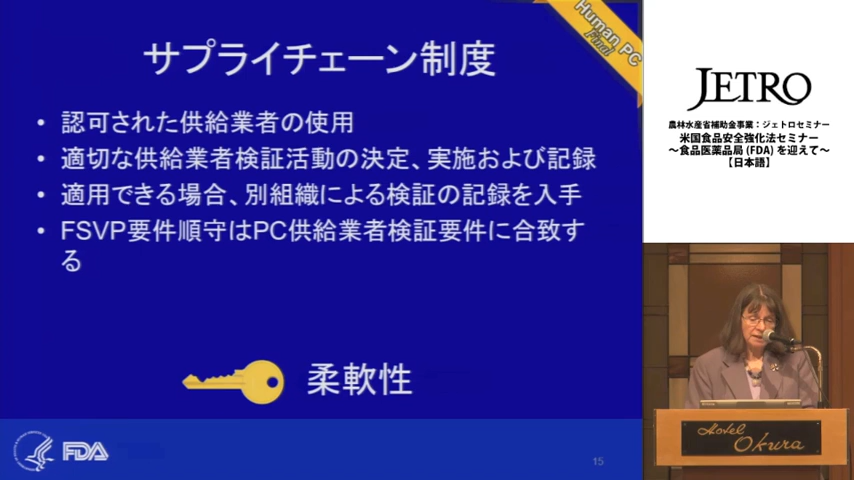 サプライチェーン制度
Human PC
Final
• 認可された供給業者の使用
• 適切な供給業者検証活動の決定、実施および記録
• 適用できる場合、別組織による検証の記録を入手
• FSVP要件順守はPC供給業者検証要件に合致す
る
柔軟性
FDA
15
JETRO
農林水産省補助金事業：ジェトロセミナー
米国食品安全強化法セミナー
～食品医薬品局 (FDA) を迎えて～
【日本語】
Hotel
Okura